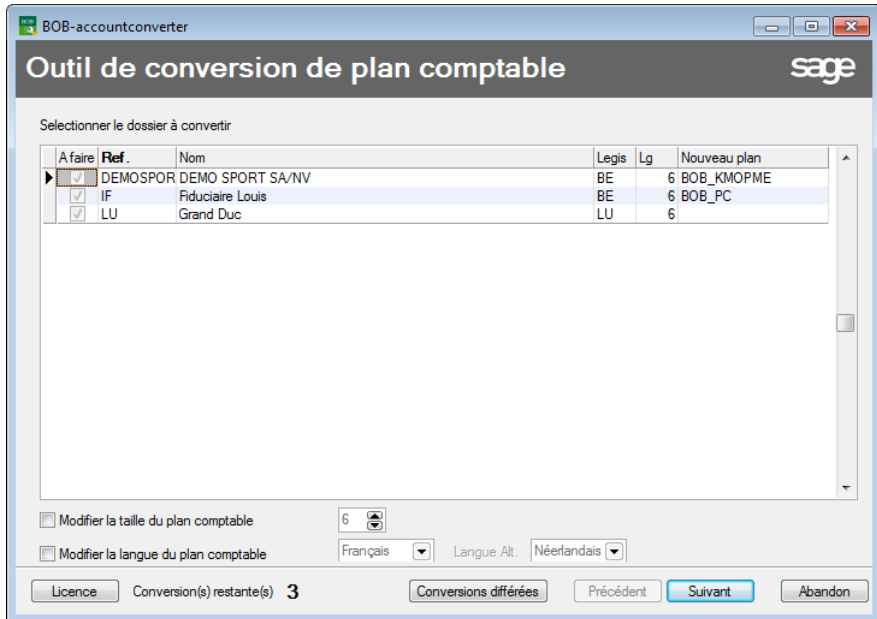 BOB-accountconverter
Outil de conversion de plan comptable sage
Selectionner le dossier à convertir
A faire Ref. Nom Legis Lg Nouveau plan
DEMOSPOR DEMO SPORT SA/NV BE 6 BOB_KMOPME
IF Fiduciaire Louis BE 6 BOB_PC
LU Grand Duc LU 6
Modifier la taille du plan comptable 6
Modifier la langue du plan comptable Français Langue Alt. Néerlandais
Licence Conversion(s) restante(s) 3 Conversions différées Précédent Suivant Abandon